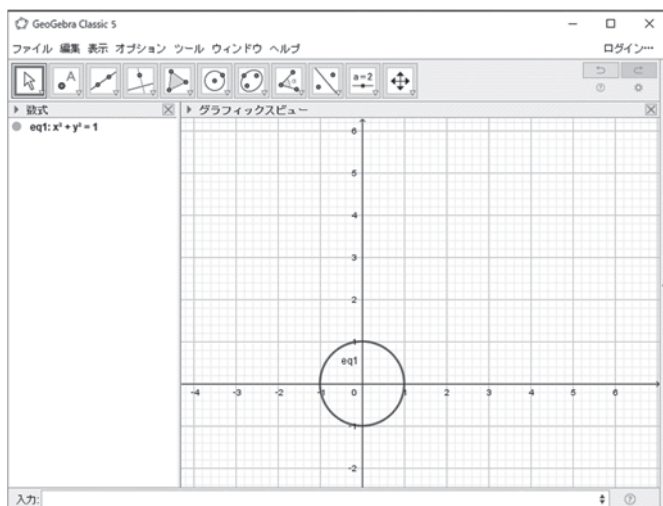 GeoGebra Classic 5
ファイル 編集 表示 オプション ツール ウィンドウ ヘルプ ログイン…
A a=2
数式 グラフィックスビュー
eq1: x² + y² = 1
6
5
4
3
2
1
eq1
-4 -3 -2 -1 0 1 2 3 4 5 6
-1
-2
入力: